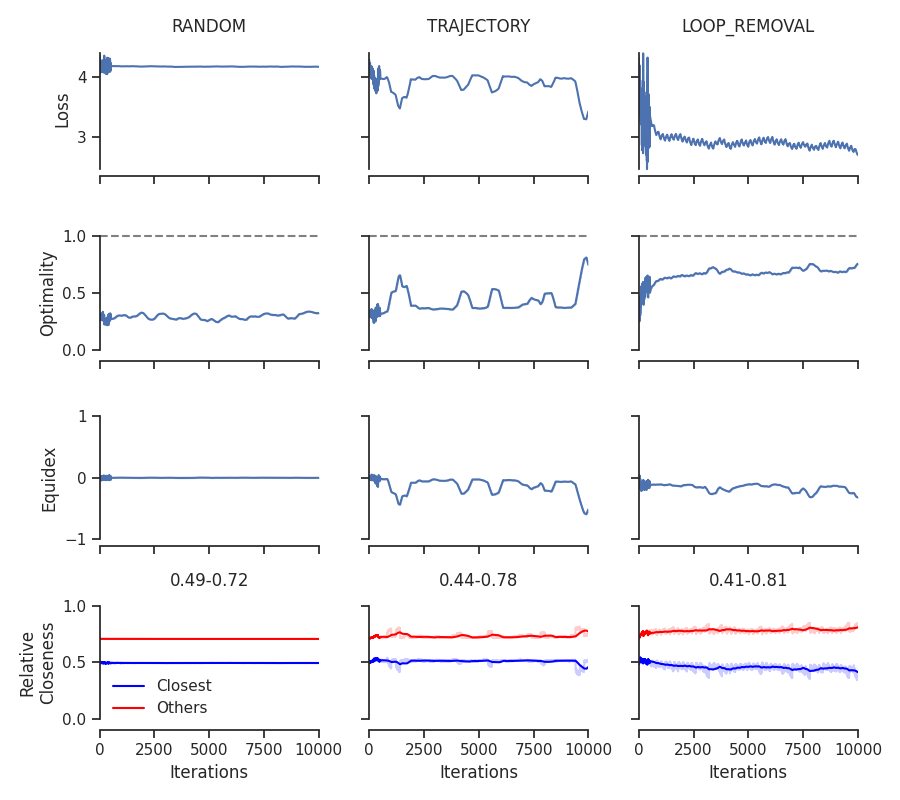 RANDOM
TRAJECTORY
LOOP_REMOVAL
Loss
4
3
Optimality
1.0
0.5
0.0
Equidex
1
0
−1
0.49-0.72
0.44-0.78
0.41-0.81
Relative
Closeness
1.0
0.5
0.0
Closest
Others
0 2500 5000 7500 10000
0 2500 5000 7500 10000
0 2500 5000 7500 10000
Iterations
Iterations
Iterations